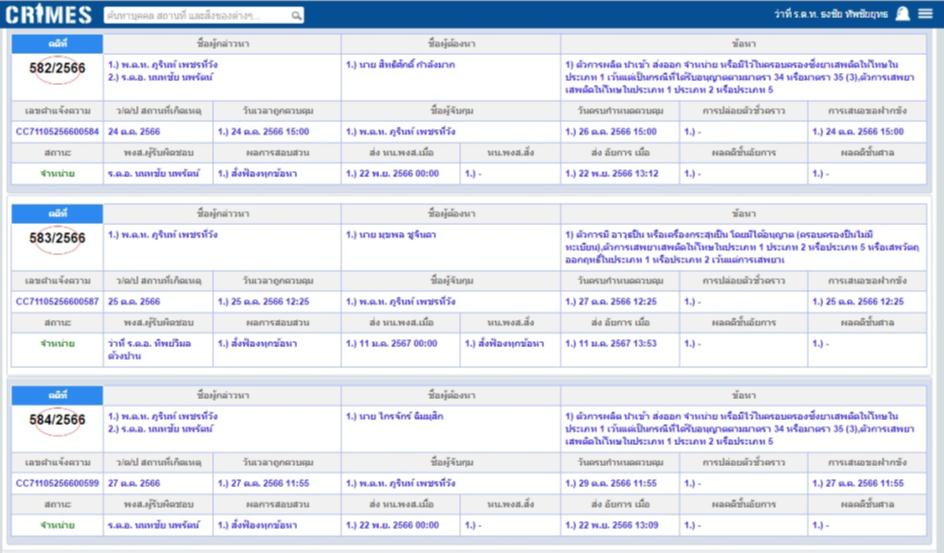 CRIMES ค้นหาบุคคล สถานที่ และสิ่งของต่างๆ... ว่าที่ ร.ต.ท. ธงชัย ทัพชัยยุทธ
คดีที่ ชื่อผู้กล่าวหา ชื่อผู้ต้องหา ข้อหา
582/2566 1.) พ.ต.ท. ภูรินท์ เพชรที่วัง 1.) นาย สิทธิศักดิ์ กำลังมาก 1) ตัวการผลิต นำเข้า ส่งออก จำหน่าย หรือมีไว้ในครอบครองซึ่งยาเสพติดให้โทษใน
2.) ร.ต.อ. นนทชัย นพรัตน์ ประเภท 1 เว้นแต่เป็นกรณีที่ได้รับอนุญาตตามมาตรา 34 หรือมาตรา 35 (3),ตัวการเสพยา
เสพติดให้โทษในประเภท 1 ประเภท 2 หรือประเภท 5
เลขคำแจ้งความ ว/ด/ป สถานที่เกิดเหตุ วันเวลาถูกควบคุม ชื่อผู้จับกุม วันครบกำหนดควบคุม การปล่อยตัวชั่วคราว การเสนอขอฝากขัง
CC71105256600584 24 ต.ค. 2566 1.) 24 ต.ค. 2566 15:00 1.) พ.ต.ท. ภูรินท์ เพชรที่วัง 1.) 26 ต.ค. 2566 15:00 1.) - 1.) 24 ต.ค. 2566 15:00
สถานะ พงส.ผู้รับผิดชอบ ผลการสอบสวน ส่ง หน.พงส.เมื่อ หน.พงส.สั่ง ส่ง อัยการ เมื่อ ผลคดีชั้นอัยการ ผลคดีชั้นศาล
จำหน่าย ร.ต.อ. นนทชัย นพรัตน์ 1.) สั่งฟ้องทุกข้อหา 1.) 22 พ.ย. 2566 00:00 1.) - 1.) 22 พ.ย. 2566 13:12 1.) - 1.) -
คดีที่ ชื่อผู้กล่าวหา ชื่อผู้ต้องหา ข้อหา
583/2566 1.) พ.ต.ท. ภูรินท์ เพชรที่วัง 1.) นาย ชูจินดา 1) ตัวการมี อาวุธปืน หรือเครื่องกระสุนปืน โดยมิได้อนุญาต (ครอบครองปืนไม่มี
ทะเบียน),ตัวการเสพยาเสพติดให้โทษในประเภท 1 ประเภท 2 หรือประเภท 5 หรือเสพวัตถุ
ออกฤทธิ์ในประเภท 1 หรือประเภท 2 เว้นแต่การเสพยาเ
เลขคำแจ้งความ ว/ด/ป สถานที่เกิดเหตุ วันเวลาถูกควบคุม ชื่อผู้จับกุม วันครบกำหนดควบคุม การปล่อยตัวชั่วคราว การเสนอขอฝากขัง
CC71105256600587 25 ต.ค. 2566 1.) 25 ต.ค. 2566 12:25 1.) พ.ต.ท. ภูรินท์ เพชรที่วัง 1.) 27 ต.ค. 2566 12:25 1.) - 1.) 25 ต.ค. 2566 12:25
สถานะ พงส.ผู้รับผิดชอบ ผลการสอบสวน ส่ง หน.พงส.เมื่อ หน.พงส.สั่ง ส่ง อัยการ เมื่อ ผลคดีชั้นอัยการ ผลคดีชั้นศาล
จำหน่าย ว่าที่ ร.ต.อ. ทิพย์วิมล 1.) สั่งฟ้องทุกข้อหา 1.) 11 ม.ค. 2567 00:00 1.) สั่งฟ้องทุกข้อหา 1.) 11 ม.ค. 2567 13:53 1.) - 1.) -
ด้วงปาน
คดีที่ ชื่อผู้กล่าวหา ชื่อผู้ต้องหา ข้อหา
584/2566 1.) พ.ต.ท. ภูรินท์ เพชรที่วัง 1.) นาย ไกรจักร์ 1) ตัวการผลิต นำเข้า ส่งออก จำหน่าย หรือมีไว้ในครอบครองซึ่งยาเสพติดให้โทษใน
2.) ร.ต.อ. นนทชัย นพรัตน์ ประเภท 1 เว้นแต่เป็นกรณีที่ได้รับอนุญาตตามมาตรา 34 หรือมาตรา 35 (3),ตัวการเสพยา
เสพติดให้โทษในประเภท 1 ประเภท 2 หรือประเภท 5
เลขคำแจ้งความ ว/ด/ป สถานที่เกิดเหตุ วันเวลาถูกควบคุม ชื่อผู้จับกุม วันครบกำหนดควบคุม การปล่อยตัวชั่วคราว การเสนอขอฝากขัง
CC71105256600599 27 ต.ค. 2566 1.) 27 ต.ค. 2566 11:55 1.) พ.ต.ท. ภูรินท์ เพชรที่วัง 1.) 29 ต.ค. 2566 11:55 1.) - 1.) 27 ต.ค. 2566 11:55
สถานะ พงส.ผู้รับผิดชอบ ผลการสอบสวน ส่ง หน.พงส.เมื่อ หน.พงส.สั่ง ส่ง อัยการ เมื่อ ผลคดีชั้นอัยการ ผลคดีชั้นศาล
จำหน่าย ร.ต.อ. นนทชัย นพรัตน์ 1.) สั่งฟ้องทุกข้อหา 1.) 22 พ.ย. 2566 00:00 1.) - 1.) 22 พ.ย. 2566 13:09 1.) - 1.) -